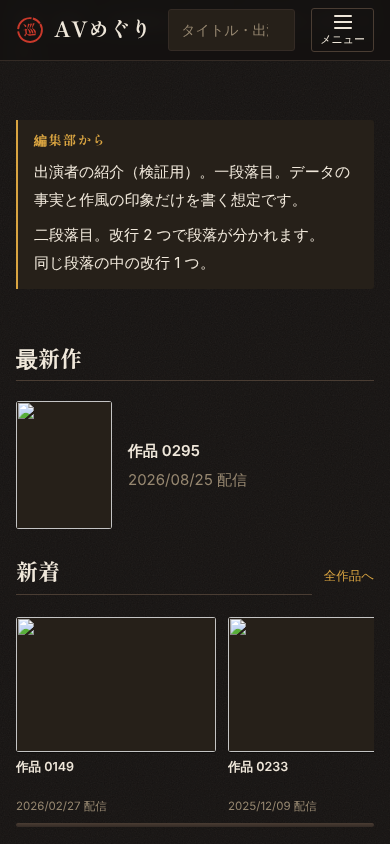 巡 AVめぐり
タイトル・出
メニュー
編集部から
出演者の紹介（検証用）。一段落目。データの
事実と作風の印象だけを書く想定です。
二段落目。改行 2 つで段落が分かれます。
同じ段落の中の改行 1 つ。
最新作
作品 0295
2026/08/25 配信
新着
全作品へ
作品 0149
作品 0233
2026/02/27 配信
2025/12/09 配信